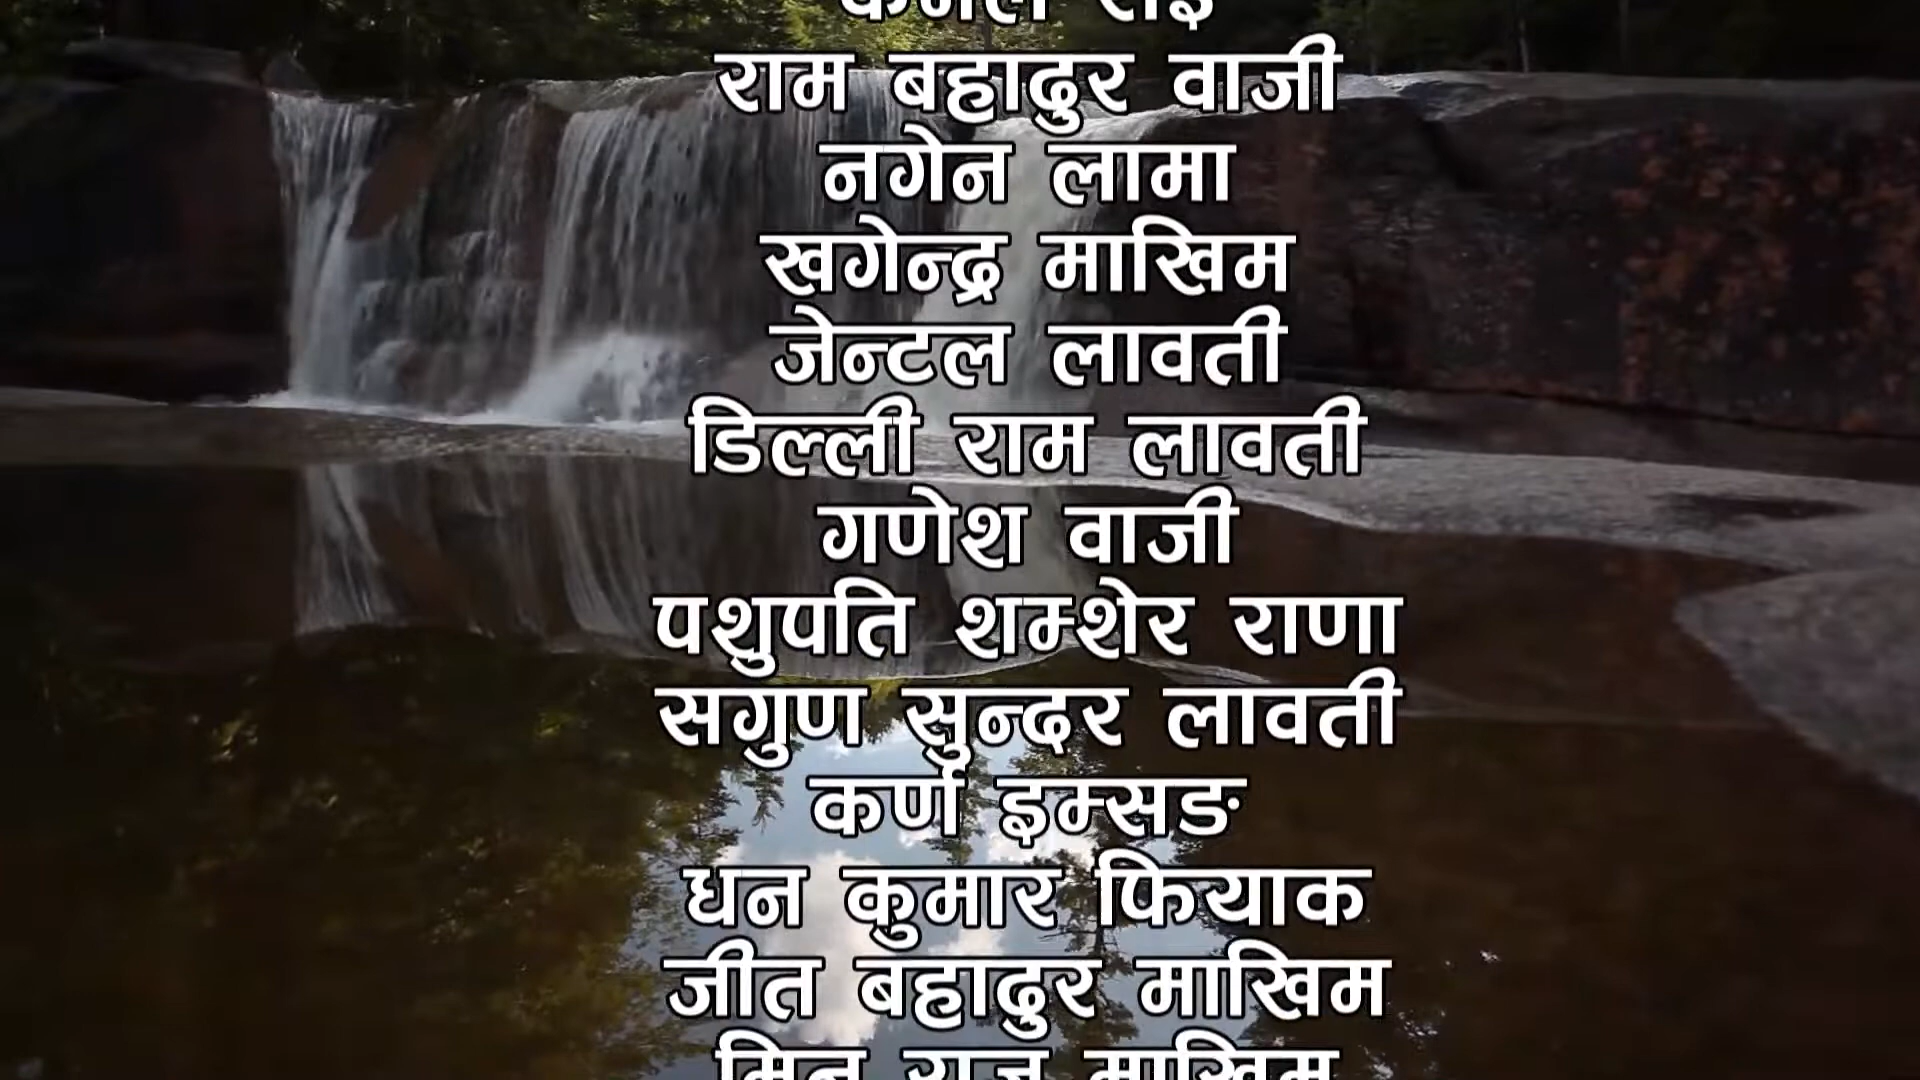 राम बहादुर वाजी
नगेन लामा
खगेन्द्र माखिम
जेन्टल लावती
डिल्ली राम लावती
गणेश वाजी
पशुपति शम्शेर राणा
सगुण सुन्दर लावती
कर्ण इम्सङ
धन कुमार फियाक
जीत बहादुर माखिम
माखिम